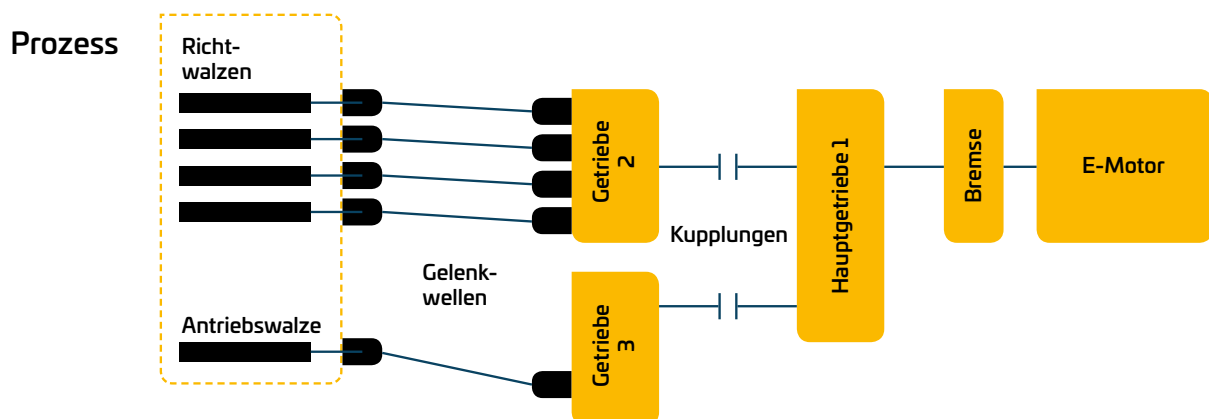 Prozess
Richt-
walzen
Getriebe
2
Hauptgetriebe 1
Bremse
E-Motor
Kupplungen
Gelenk-
wellen
Antriebswalze
Getriebe
3